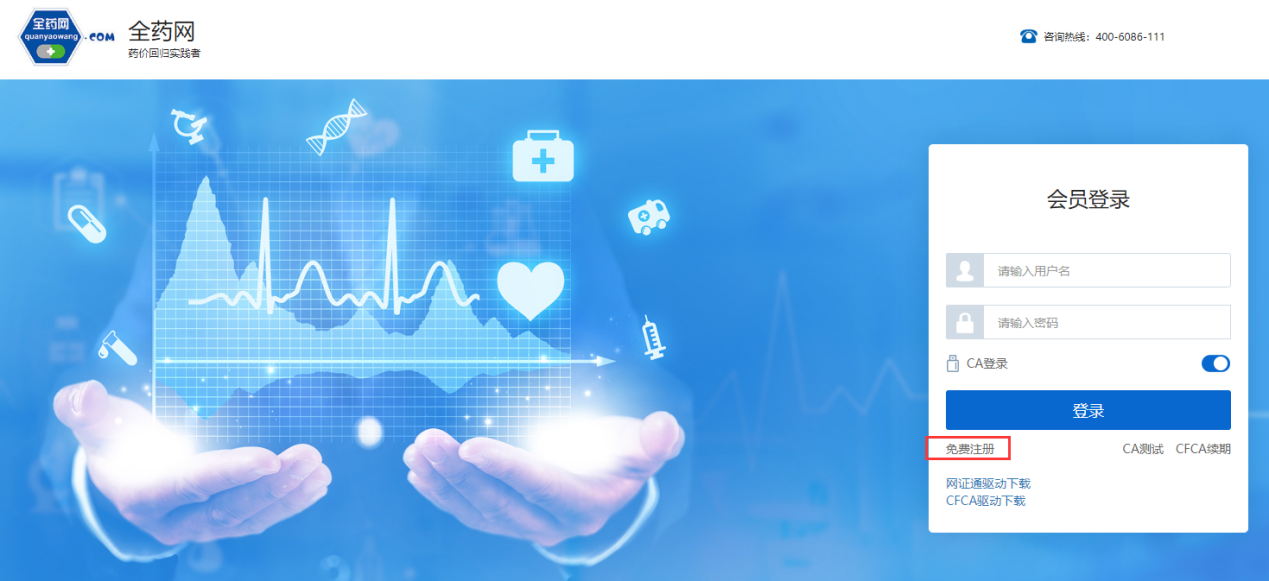 全药网
quanyaowang
.COM
全药网
药价回归实践者
咨询热线：400-6086-111
会员登录
请输入用户名
请输入密码
CA登录
登录
免费注册 CA测试 CFCA续期
网证通驱动下载
CFCA驱动下载